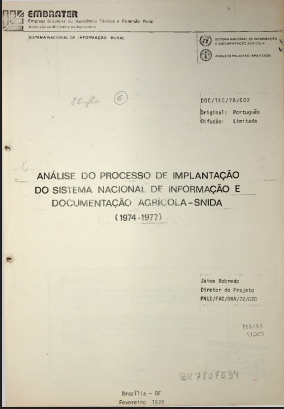 EMBRATER
Empresa Brasileira de Assistência Técnica e Extensão Rural
SISTEMA NACIONAL DE INFORMAÇÃO RURAL
SISTEMA NACIONAL DE INFORMAÇÃO
E DOCUMENTAÇÃO AGRÍCOLA
DOC/TEC/78/002
Original: Português
Difusão: Limitada
ANÁLISE DO PROCESSO DE IMPLANTAÇÃO
DO SISTEMA NACIONAL DE INFORMAÇÃO E
DOCUMENTAÇÃO AGRÍCOLA-SNIDA
(1974-1977)
Jaime Robredo
Diretor do Projeto
PNUD/FAO/BRA/72/020
BR7807634
Brasília - DF
Fevereiro 1978